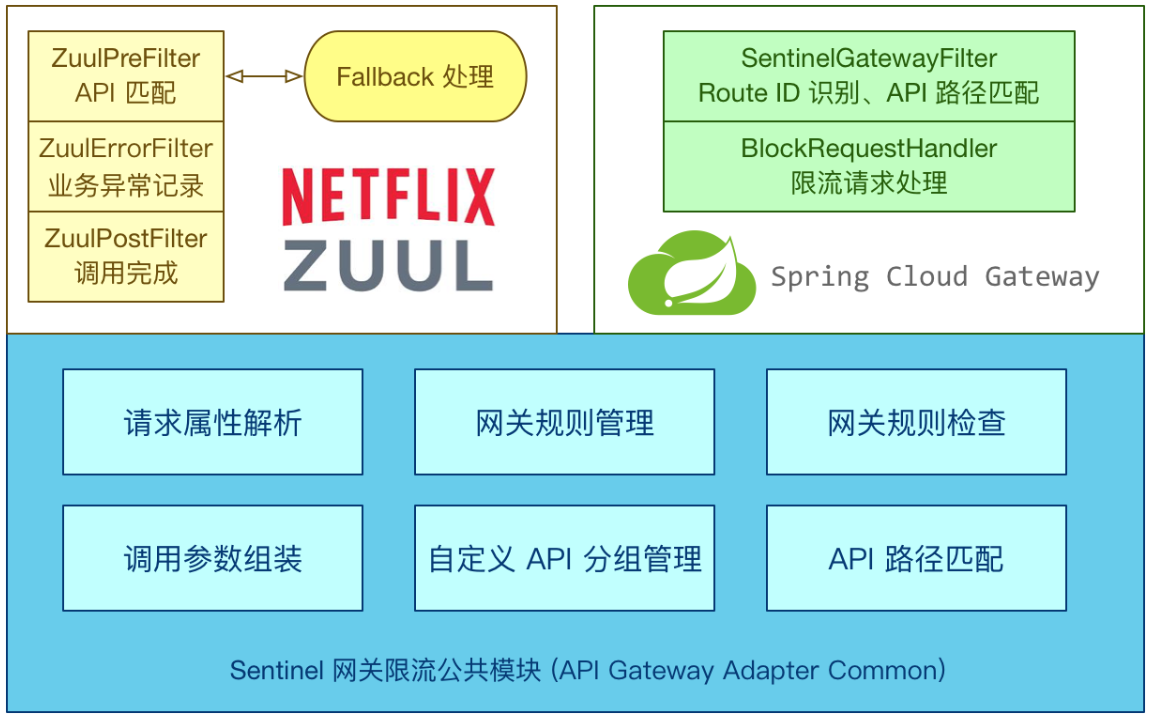 ZuulPreFilter
API 匹配
Fallback 处理
ZuulErrorFilter
业务异常记录
ZuulPostFilter
调用完成
NETFLIX
ZUUL
SentinelGatewayFilter
Route ID 识别、API 路径匹配
BlockRequestHandler
限流请求处理
Spring Cloud Gateway
请求属性解析
网关规则管理
网关规则检查
调用参数组装
自定义 API 分组管理
API 路径匹配
Sentinel 网关限流公共模块 (API Gateway Adapter Common)